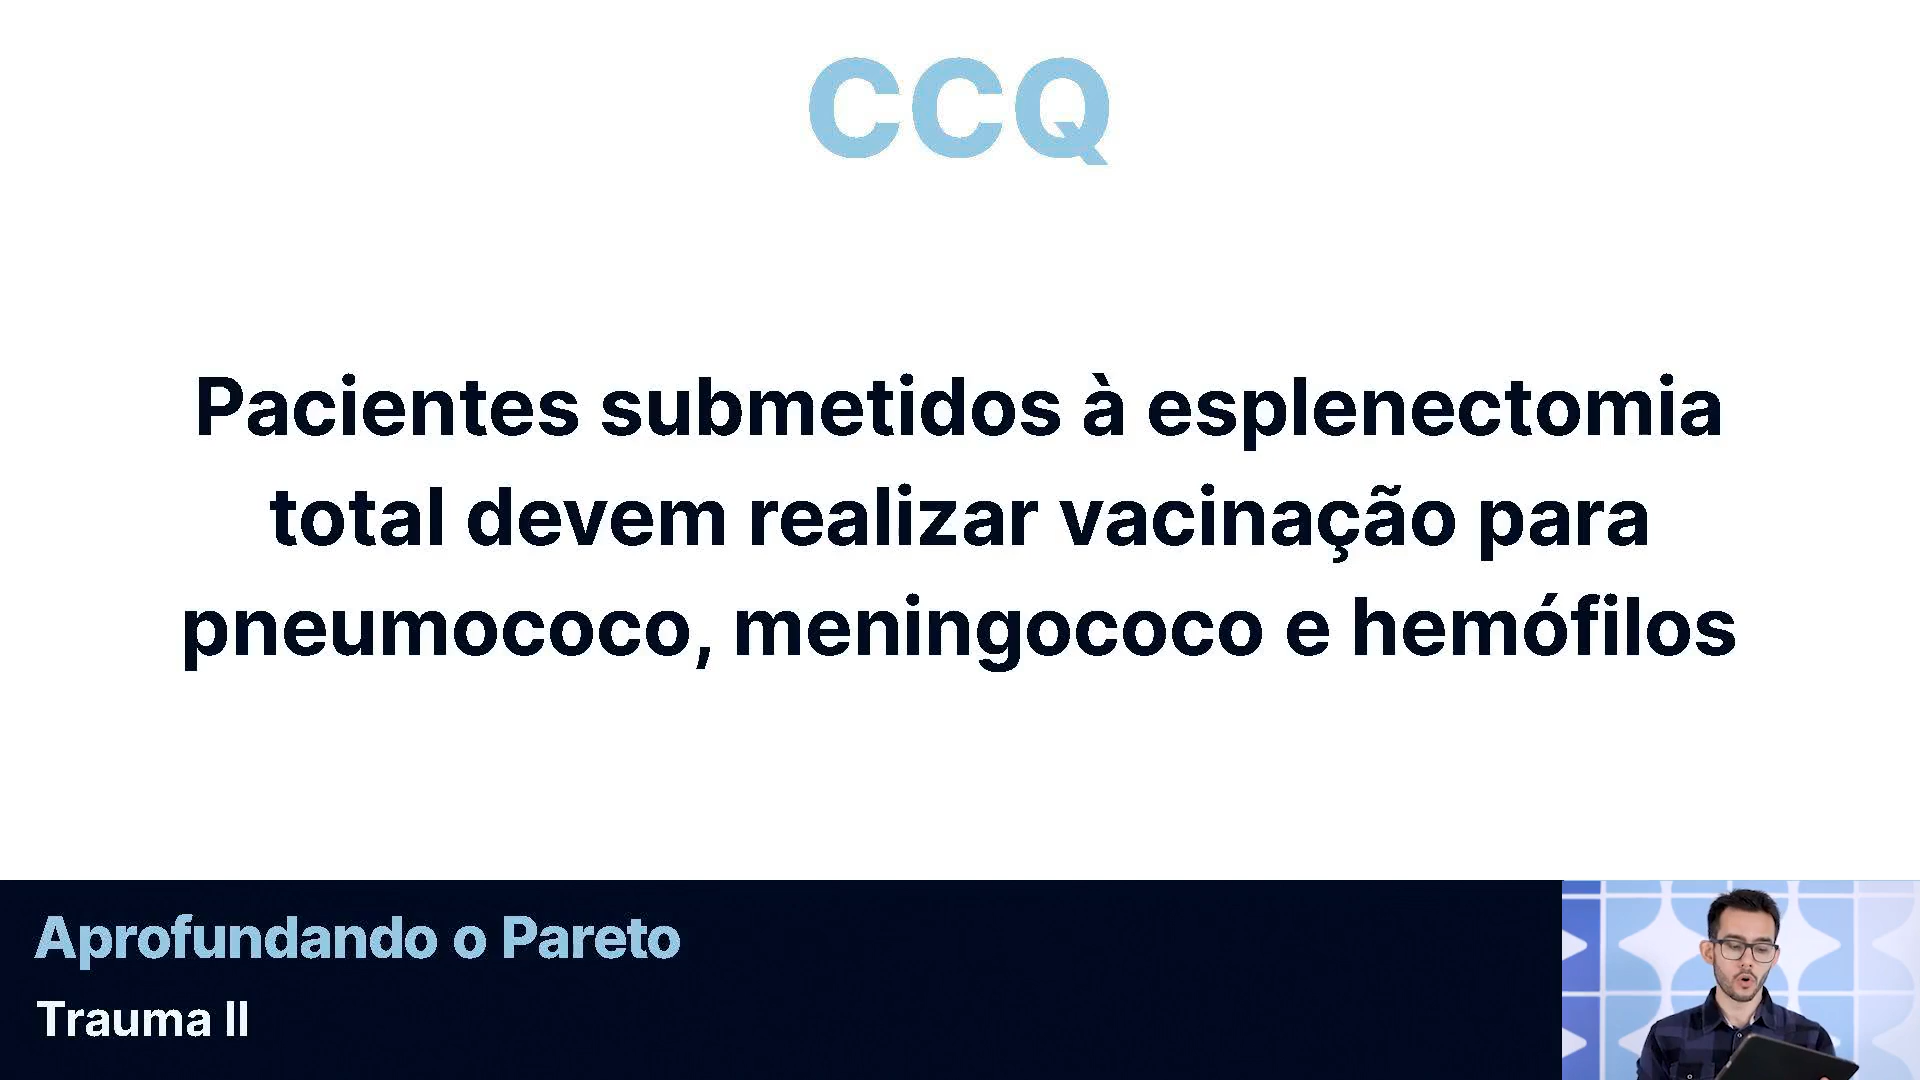 CCQ
Pacientes submetidos à esplenectomia
total devem realizar vacinação para
pneumococo, meningococo e hemófilos
Aprofundando o Pareto
Trauma II